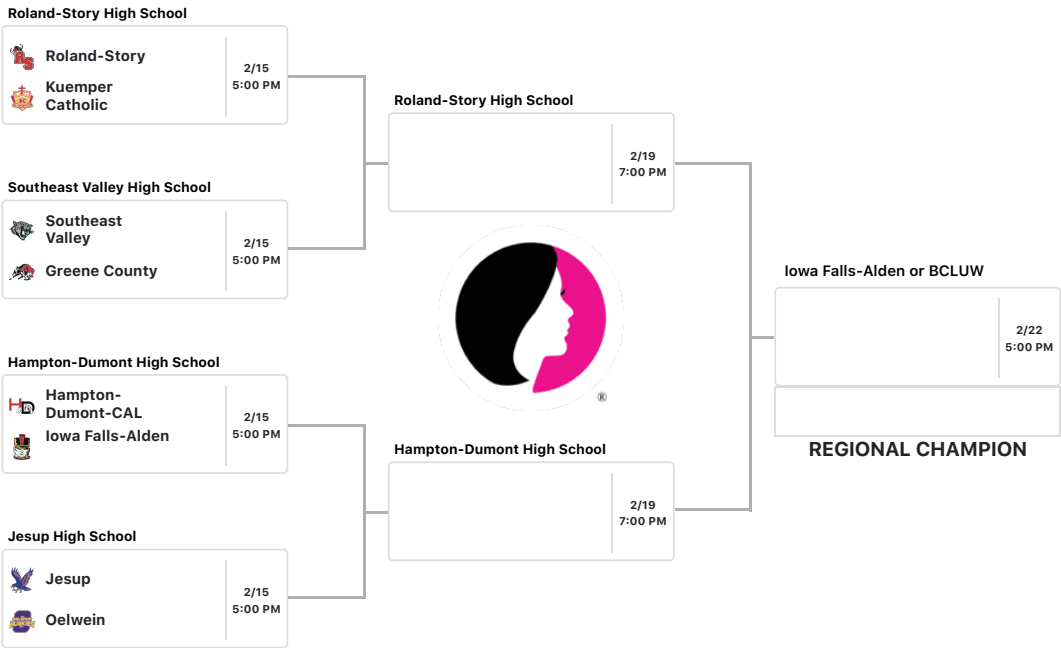 Roland-Story High School
Roland-Story
Kuemper
Catholic
2/15
5:00 PM
Southeast Valley High School
Southeast
Valley
Greene County
2/15
5:00 PM
Hampton-Dumont High School
Hampton-
Dumont-CAL
Iowa Falls-Alden
2/15
5:00 PM
Jesup High School
Jesup
Oelwein
2/15
5:00 PM
Roland-Story High School
2/19
7:00 PM
®
Hampton-Dumont High School
2/19
7:00 PM
Iowa Falls-Alden or BCLUW
2/22
5:00 PM
REGIONAL CHAMPION